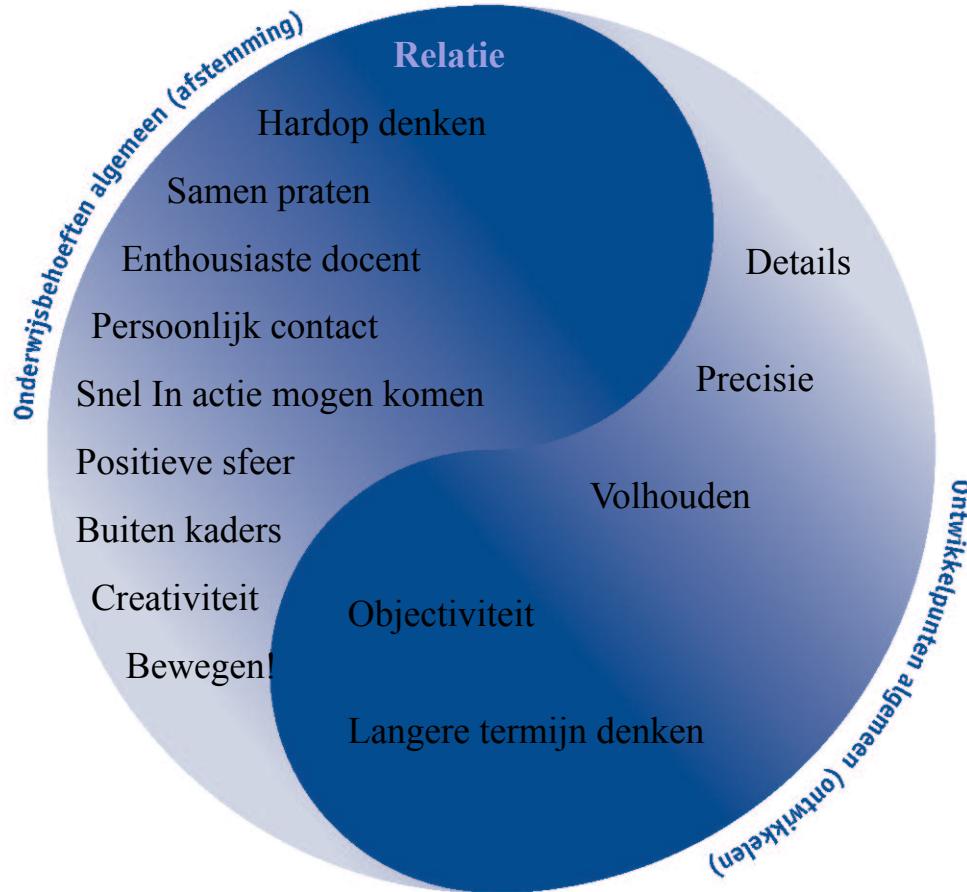 Onderwijsbehoeften algemeen (afstemming)
Relatie
Hardop denken
Samen praten
Enthousiaste docent
Persoonlijk contact
Snel In actie mogen komen
Positieve sfeer
Buiten kaders
Creativiteit
Bewegen!
Details
Precisie
Volhouden
Objectiviteit
Langere termijn denken
Ontwikkelpunten algemeen (ontwikkelen)